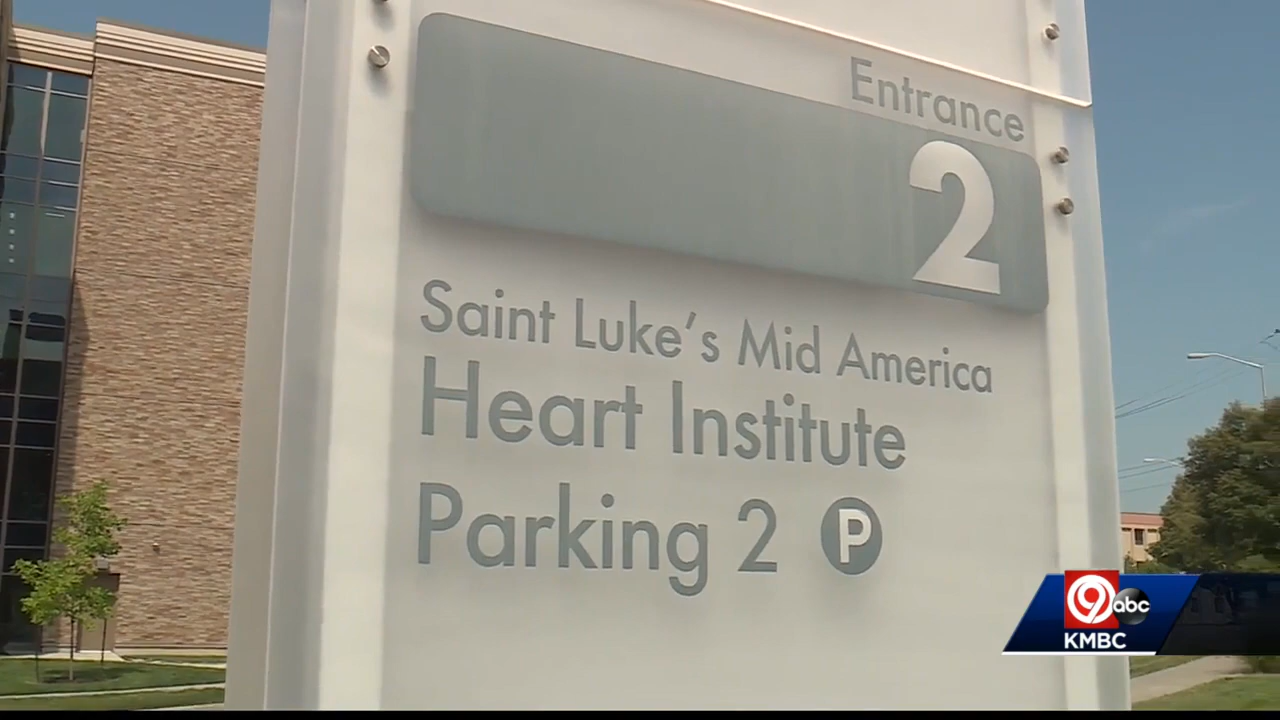 Entrance
2
Saint Luke's Mid America
Heart Institute
Parking 2 P
9 abc
KMBC